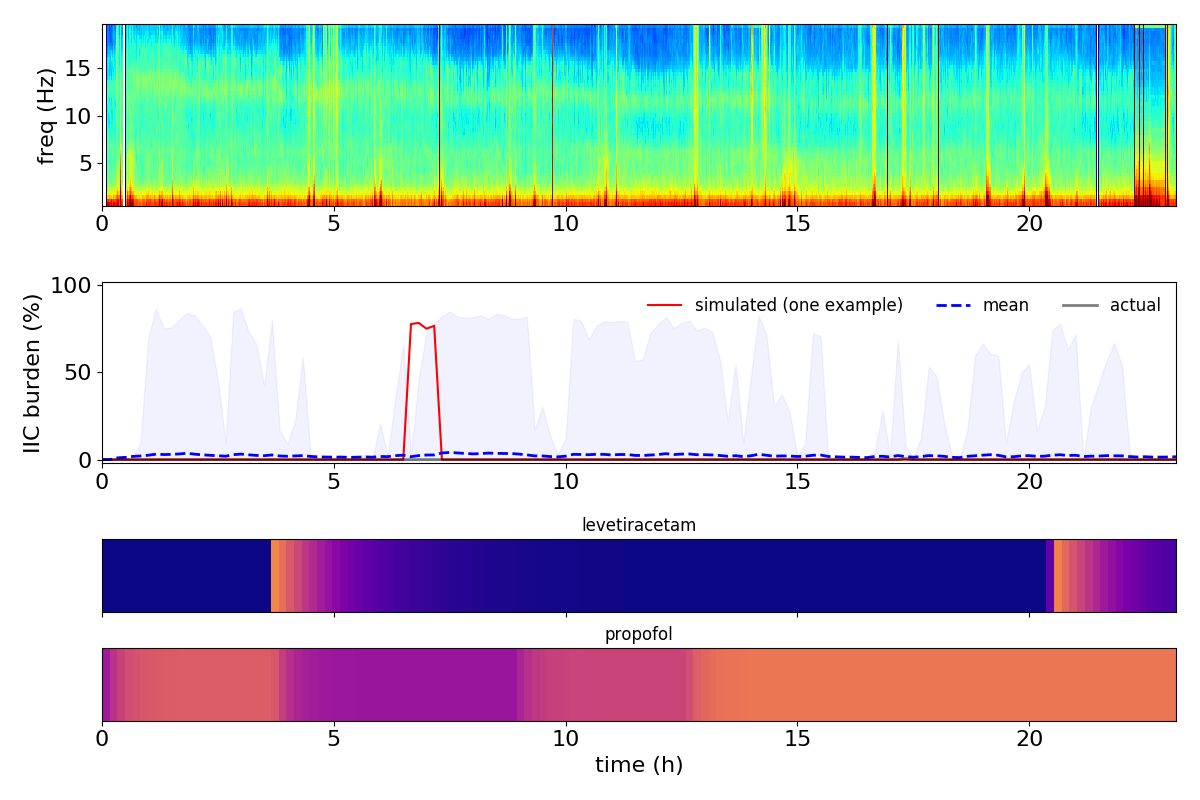 freq (Hz)
15
10
5
0 5 10 15 20
IIC burden (%)
100
50
0
simulated (one example) mean actual
0 5 10 15 20
levetiracetam
propofol
0 5 10 15 20
time (h)